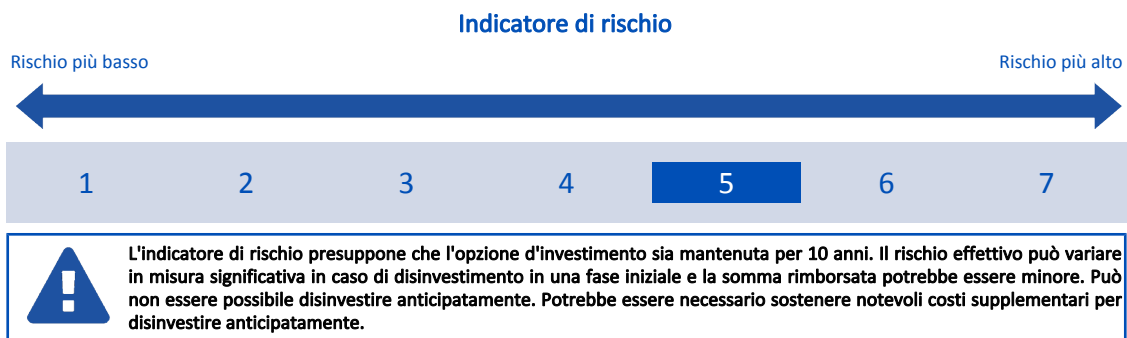 Indicatore di rischio
Rischio più basso
Rischio più alto
1 2 3 4 5 6 7
L'indicatore di rischio presuppone che l'opzione d'investimento sia mantenuta per 10 anni. Il rischio effettivo può variare
in misura significativa in caso di disinvestimento in una fase iniziale e la somma rimborsata potrebbe essere minore. Può
non essere possibile disinvestire anticipatamente. Potrebbe essere necessario sostenere notevoli costi supplementari per
disinvestire anticipatamente.